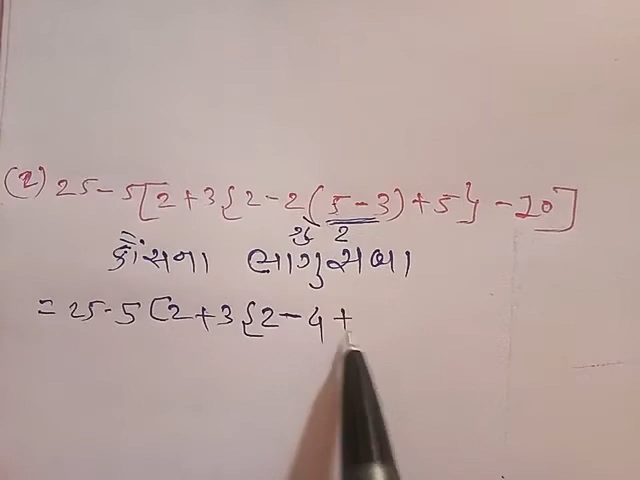 (2) 25 - 5[2 + 3{2 - 2(5 - 3) + 5} - 20]
2
= કૌંસના ભાગુસબા
= 25 - 5[2 + 3{2 - 4 +